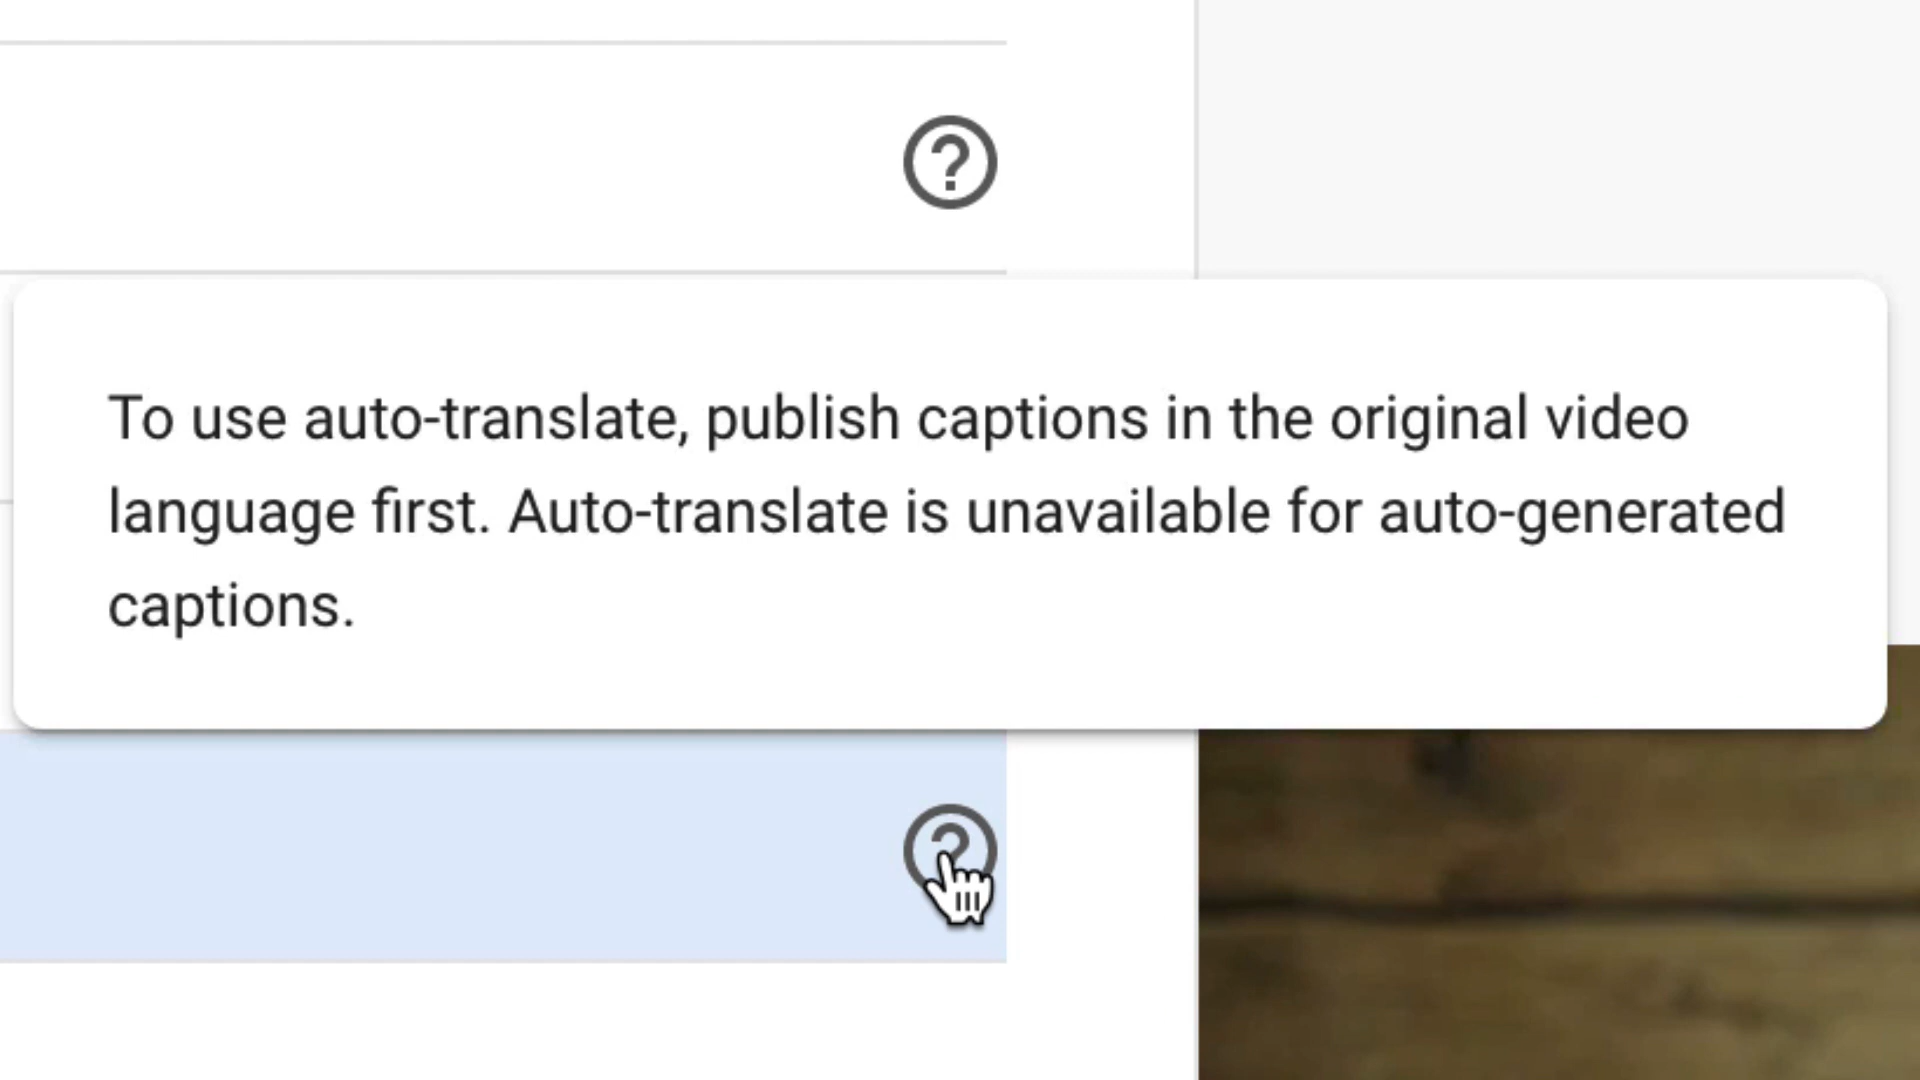 To use auto-translate, publish captions in the original video
language first. Auto-translate is unavailable for auto-generated
captions.